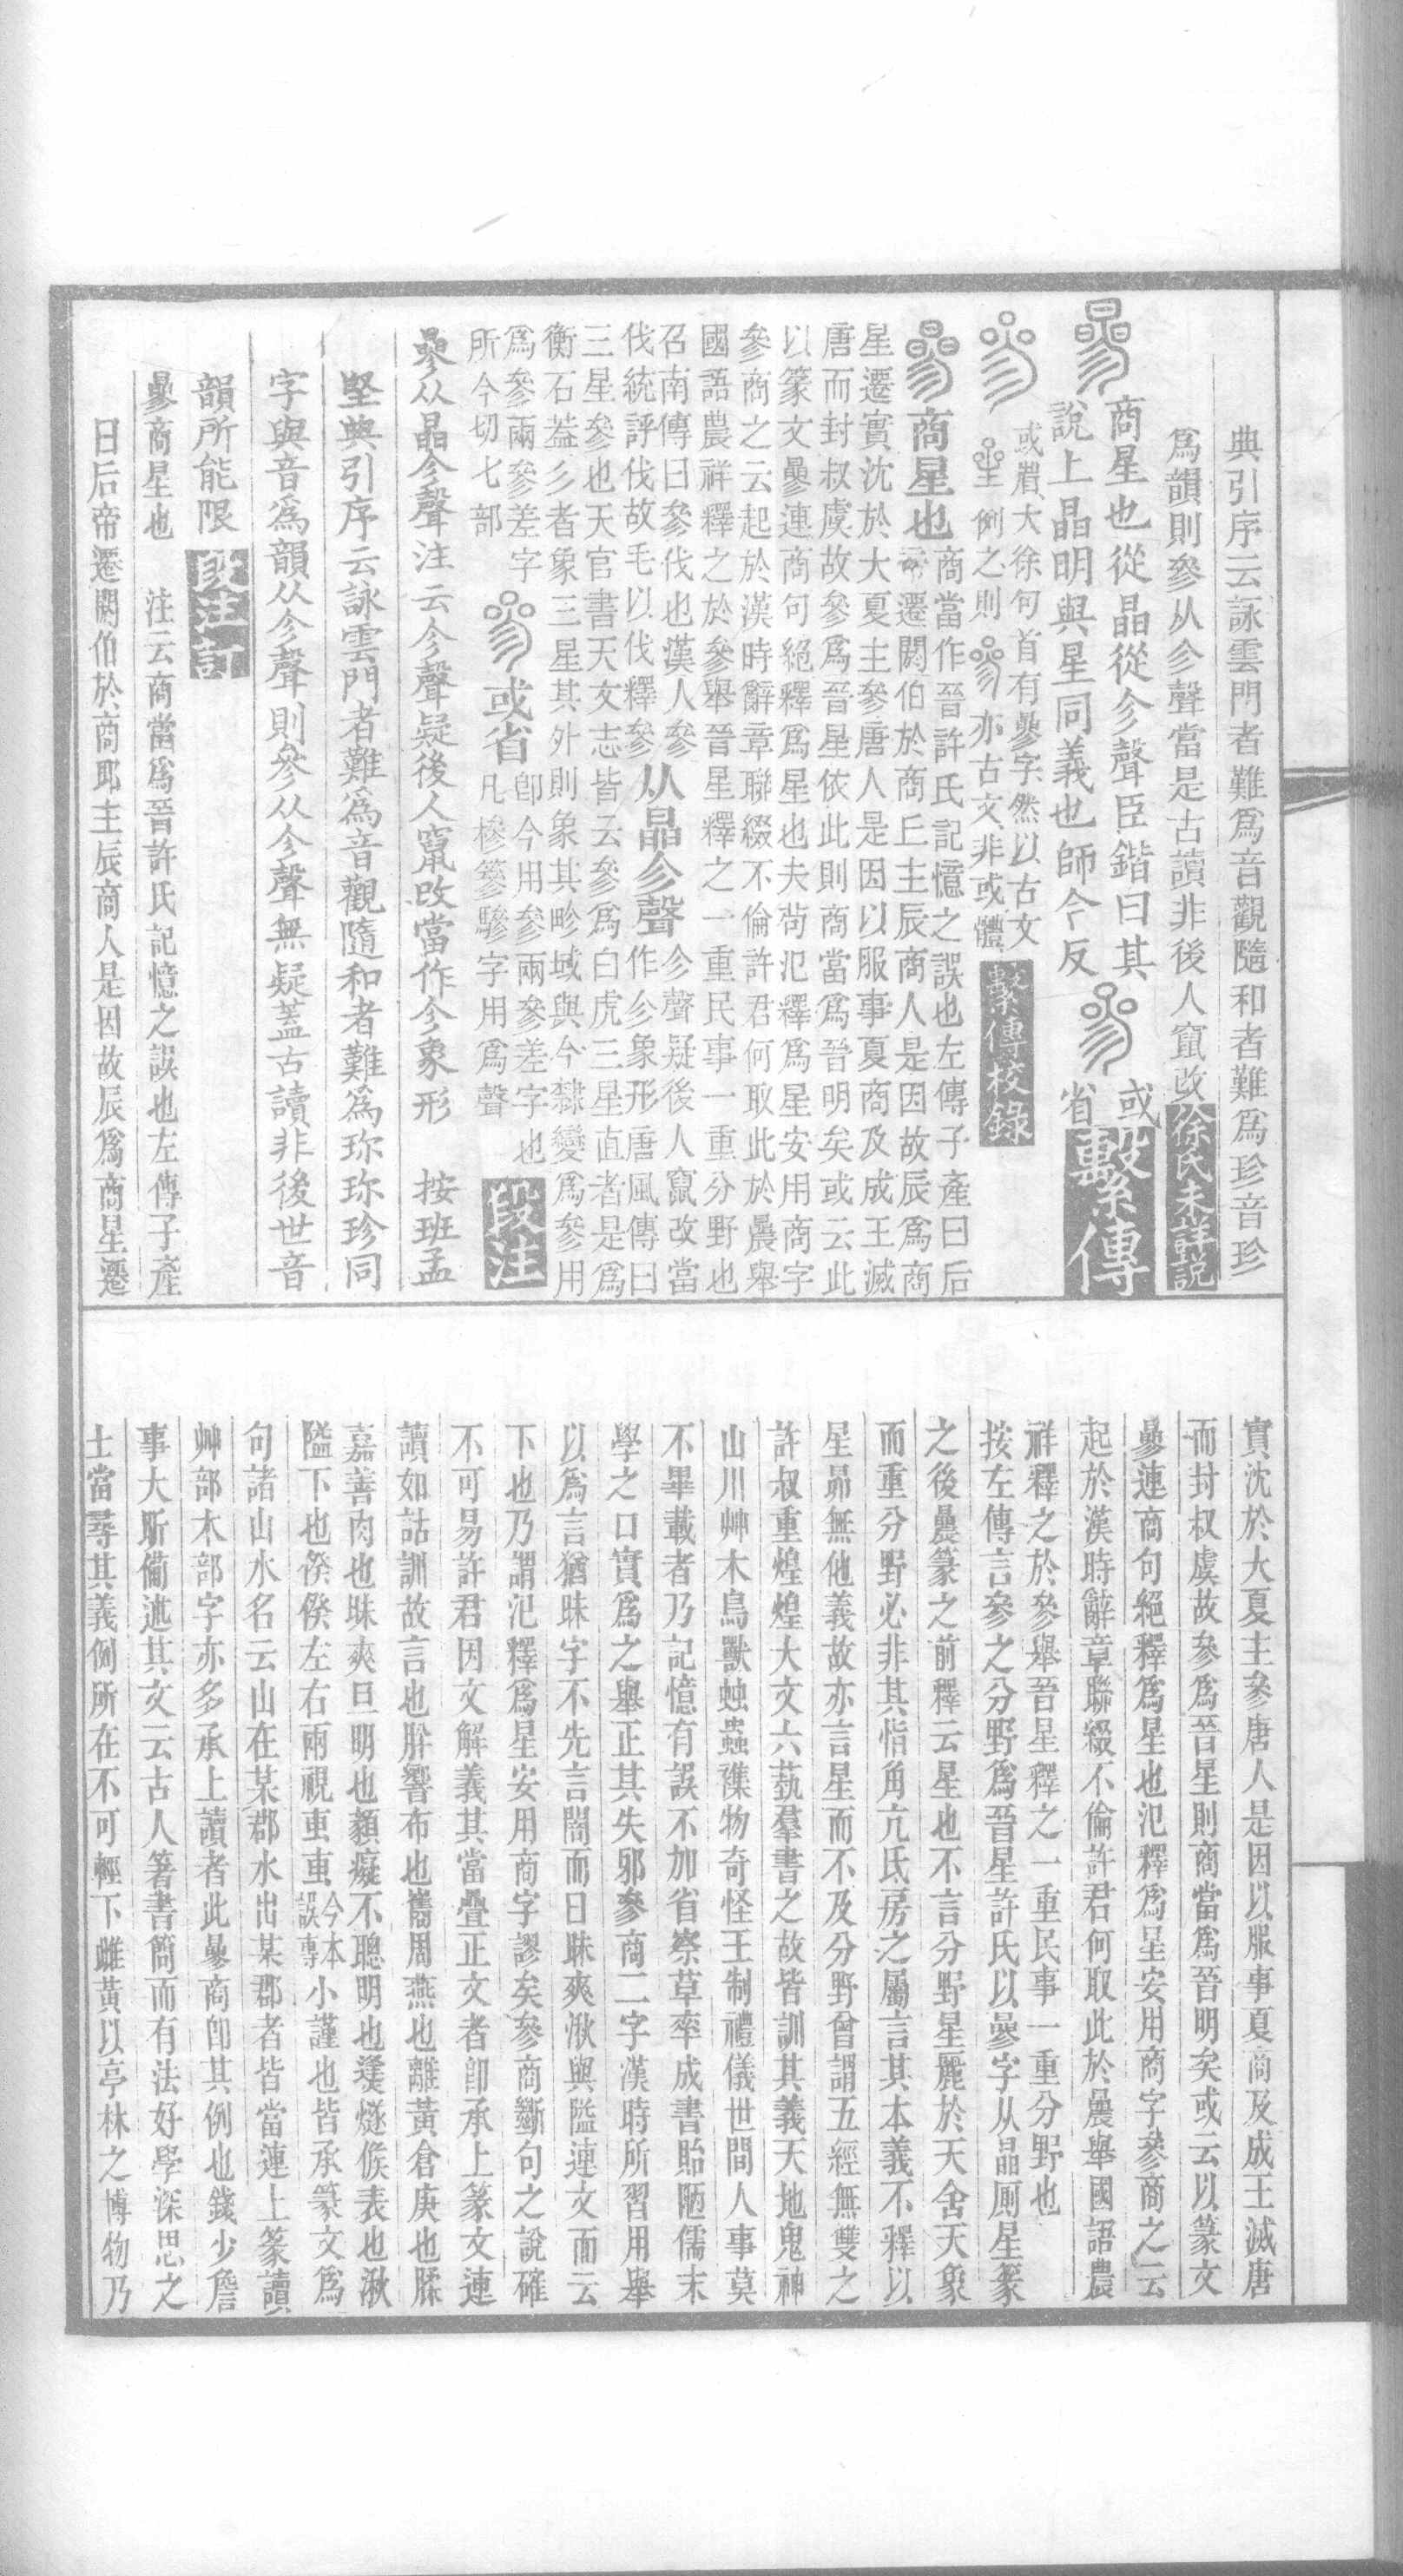 典引序云詠雲門者難爲音觀隨和者難爲珍音珍
爲韻則參从㐱聲當是古讀非後人竄改徐氏未詳說
商星也從晶從㐱聲臣鍇曰其
說上晶明與星同義也師今反
或省繫傳
或曑大徐句首有曑字然以古文
例之則亦古文非或體
繫傳校錄
商星也
商當作晉許氏記憶之誤也左傳子產曰后
帝遷閼伯於商丘主辰商人是因故辰爲商
星遷實沈於大夏主參唐人是因以服事夏商及成王滅
唐而封叔虞故參爲晉星依此則商當爲晉明矣或云此
以篆文曑連商句絕釋爲星也夫苟氾釋爲星安用商字
參商之云起於漢時辭章聯綴不倫許君何取此於曟舉
國語農祥釋之於參舉晉星釋之一重民事一重分野也
召南傳曰參伐也漢人參
伐統評伐故毛以伐釋參
从晶㐱聲
㐱聲疑後人竄改當
作㐱象形唐風傳曰
三星參也天官書天文志皆云參爲白虎三星直者是爲
衡石葢彡者象三星其外則象其畛域與今隸變爲參用
爲參兩參差字
或省
卽今用參兩參差字也
凡槮篸驂字用爲聲
所今切七部
段注
曑从晶㐱聲注云㐱聲疑後人竄改當作㐱象形　按班孟
堅典引序云詠雲門者難爲音觀隨和者難爲珎珎珍同
字與音爲韻从㐱聲則參从㐱聲無疑蓋古讀非後世音
韻所能限
段注訂
曑商星也　注云商當爲晉許氏記憶之誤也左傳子產
曰后帝遷閼伯於商邱主辰商人是因故辰爲商星遷
實沈於大夏主參唐人是因以服事夏商及成王滅唐
而封叔虞故參爲晉星則商當爲晉明矣或云以篆文
曑連商句絕釋爲星也氾釋爲星安用商字參商之云
起於漢時辭章聯綴不倫許君何取此於曟舉國語農
祥釋之於參舉晉星釋之一重民事一重分野也
按左傳言參之分野爲晉星許氏以曑字从晶厠星篆
之後曟篆之前釋云星也不言分野星麗於天舍天象
而重分野必非其恉角亢氐房之屬言其本義不釋以
星昴無他義故亦言星而不及分野曾謂五經無雙之
許叔重煌煌大文六蓺羣書之故皆訓其義天地鬼神
山川艸木鳥獸䖵蟲襍物奇怪王制禮儀世間人事莫
不畢載者乃記憶有誤不加省察草率成書貽陋儒末
學之口實爲之舉正其失邪參商二字漢時所習用舉
以爲言猶昧字不先言闇而曰昧爽湫與隘連文而云
下也乃謂氾釋爲星安用商字謬矣參商斷句之說確
不可易許君因文解義其當疊正文者卽承上篆文連
讀如詁訓故言也肸響布也巂周燕也離黃倉庚也脙
嘉善肉也昧爽旦明也癡不聰明也㷭燧候表也湫
隘下也左右兩視叀叀今本誤專小謹也皆承篆文爲
句諸山水名云山在某郡水出某郡者皆當連上篆讀
艸部木部字亦多承上讀者此曑商卽其例也錢少詹
事大昕備述其文云古人箸書簡而有法好學深思之
士當尋其義例所在不可輕下雌黃以亭林之博物乃